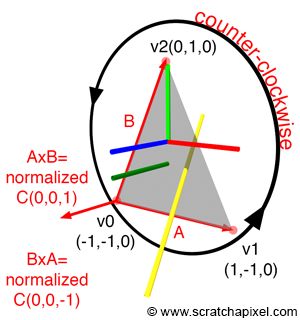 counter-clockwise
v2(0,1,0)
B
AxB=
normalized
C(0,0,1)
v0
(-1,-1,0)
A
v1
(1,-1,0)
BxA=
normalized
C(0,0,-1)
© www.scratchapixel.com